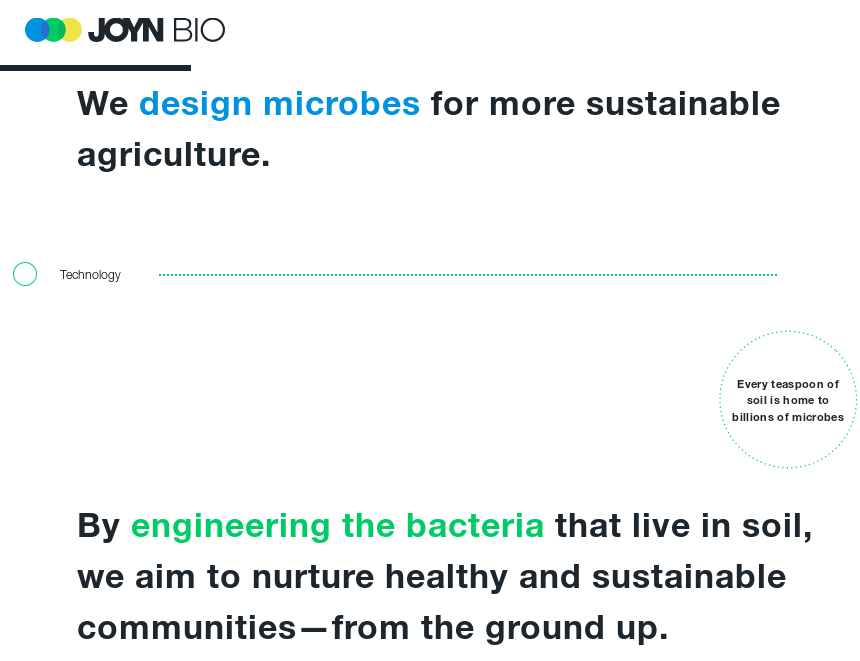 JOYN BIO
We design microbes for more sustainable
agriculture.
Technology
Every teaspoon of
soil is home to
billions of microbes
By engineering the bacteria that live in soil,
we aim to nurture healthy and sustainable
communities—from the ground up.